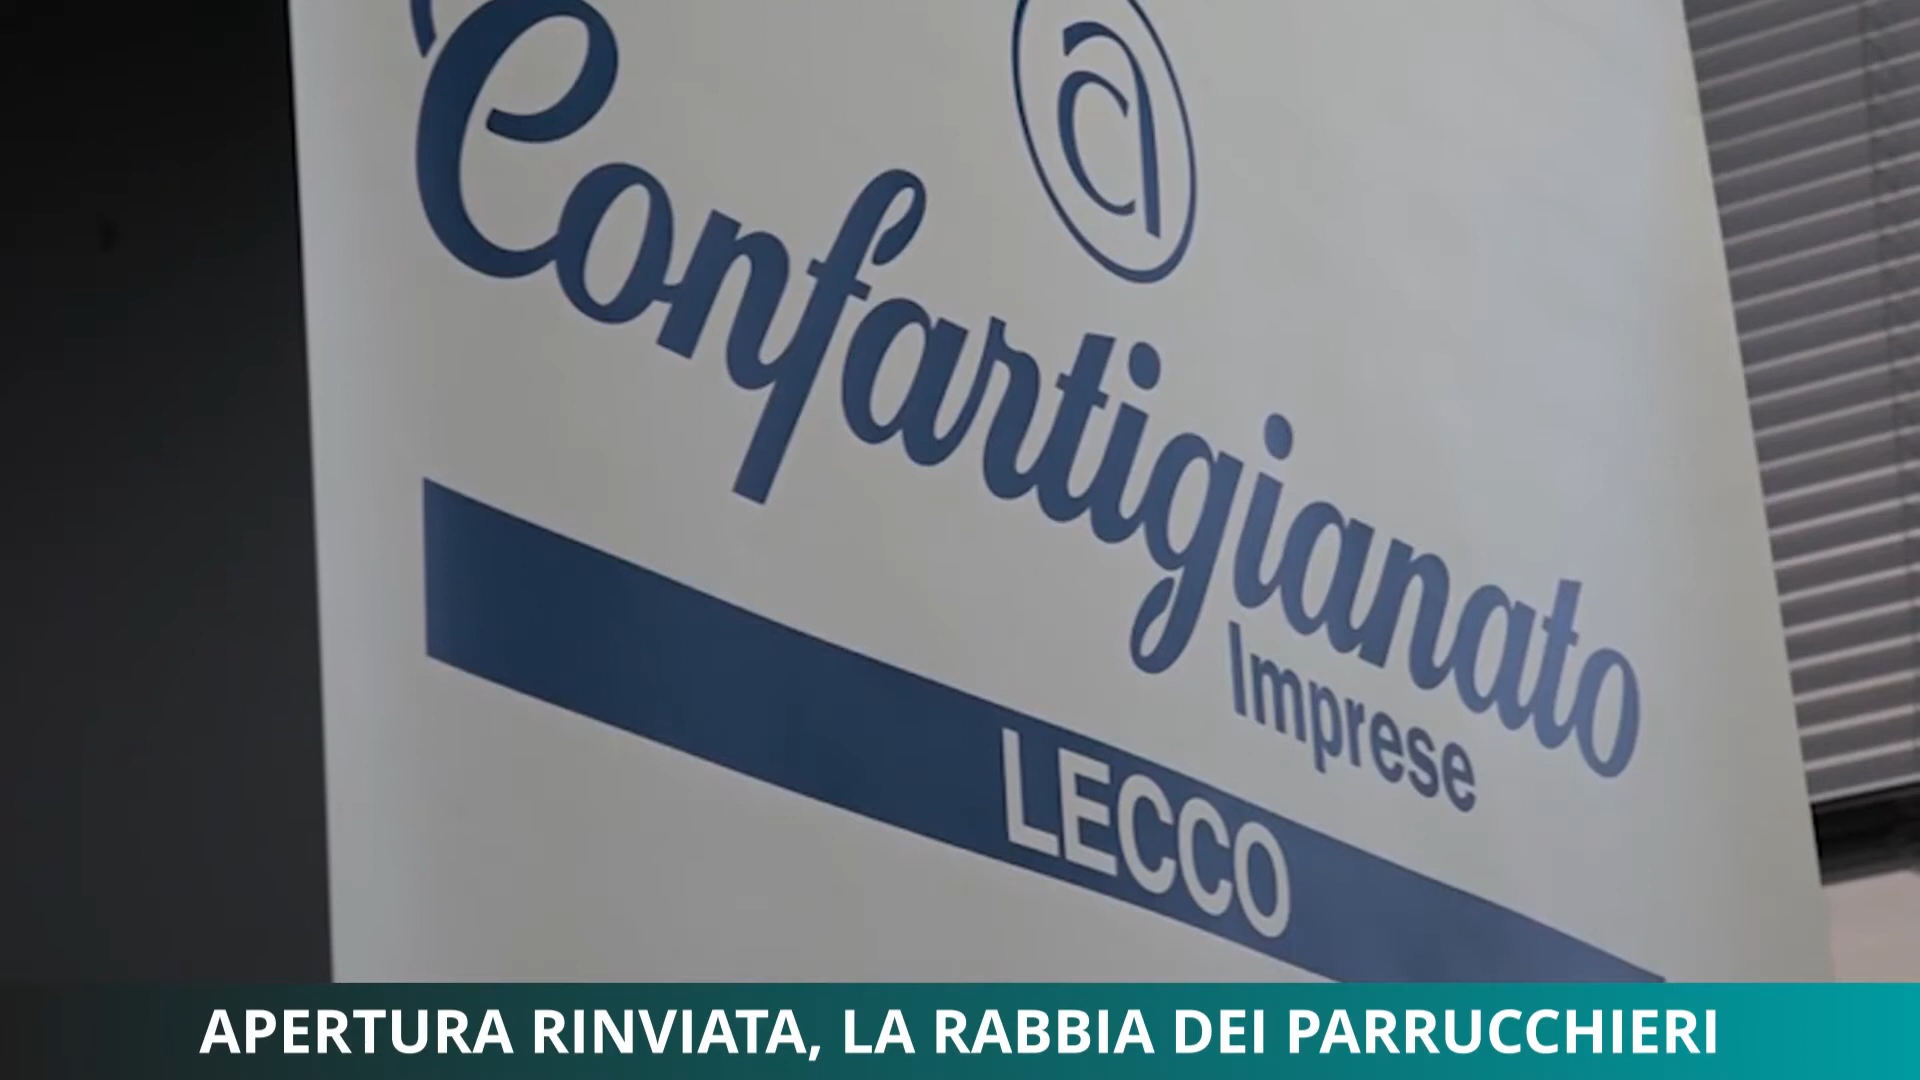 a
Confartigianato
Imprese
LECCO
APERTURA RINVIATA, LA RABBIA DEI PARRUCCHIERI